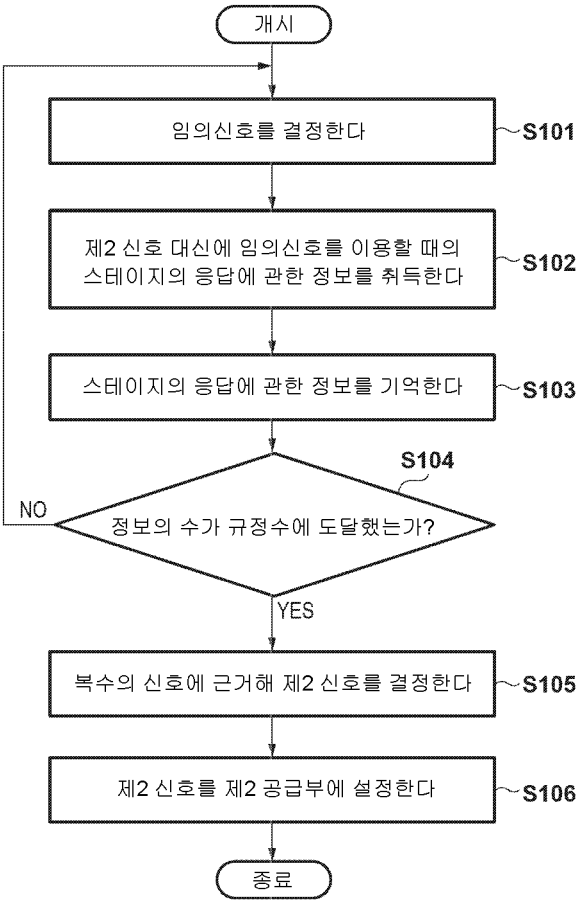 개시
임의신호를 결정한다
S101
제2 신호 대신에 임의신호를 이용할 때의
스테이지의 응답에 관한 정보를 취득한다
S102
스테이지의 응답에 관한 정보를 기억한다
S103
S104
정보의 수가 규정수에 도달했는가?
NO
YES
복수의 신호에 근거해 제2 신호를 결정한다
S105
제2 신호를 제2 공급부에 설정한다
S106
종료